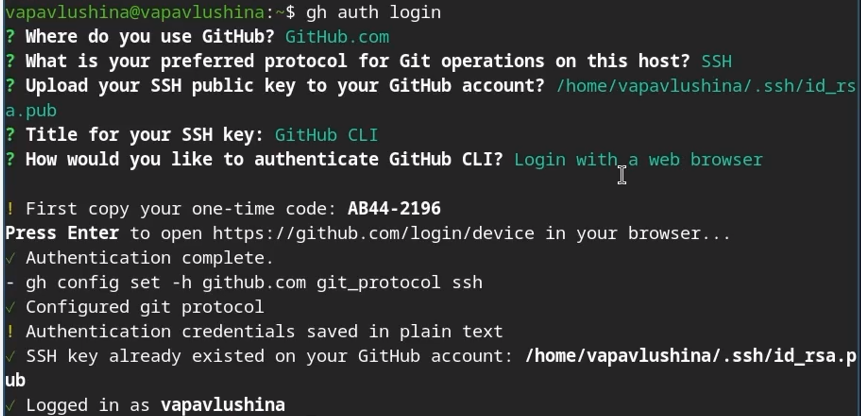 vapavlushina@vapavlushina:~$ gh auth login
? Where do you use GitHub? GitHub.com
? What is your preferred protocol for Git operations on this host? SSH
? Upload your SSH public key to your GitHub account? /home/vapavlushina/.ssh/id_rs
a.pub
? Title for your SSH key: GitHub CLI
? How would you like to authenticate GitHub CLI? Login with a web browser
! First copy your one-time code: AB44-2196
Press Enter to open https://github.com/login/device in your browser...
✓ Authentication complete.
- gh config set -h github.com git_protocol ssh
✓ Configured git protocol
! Authentication credentials saved in plain text
✓ SSH key already existed on your GitHub account: /home/vapavlushina/.ssh/id_rsa.p
ub
✓ Logged in as vapavlushina